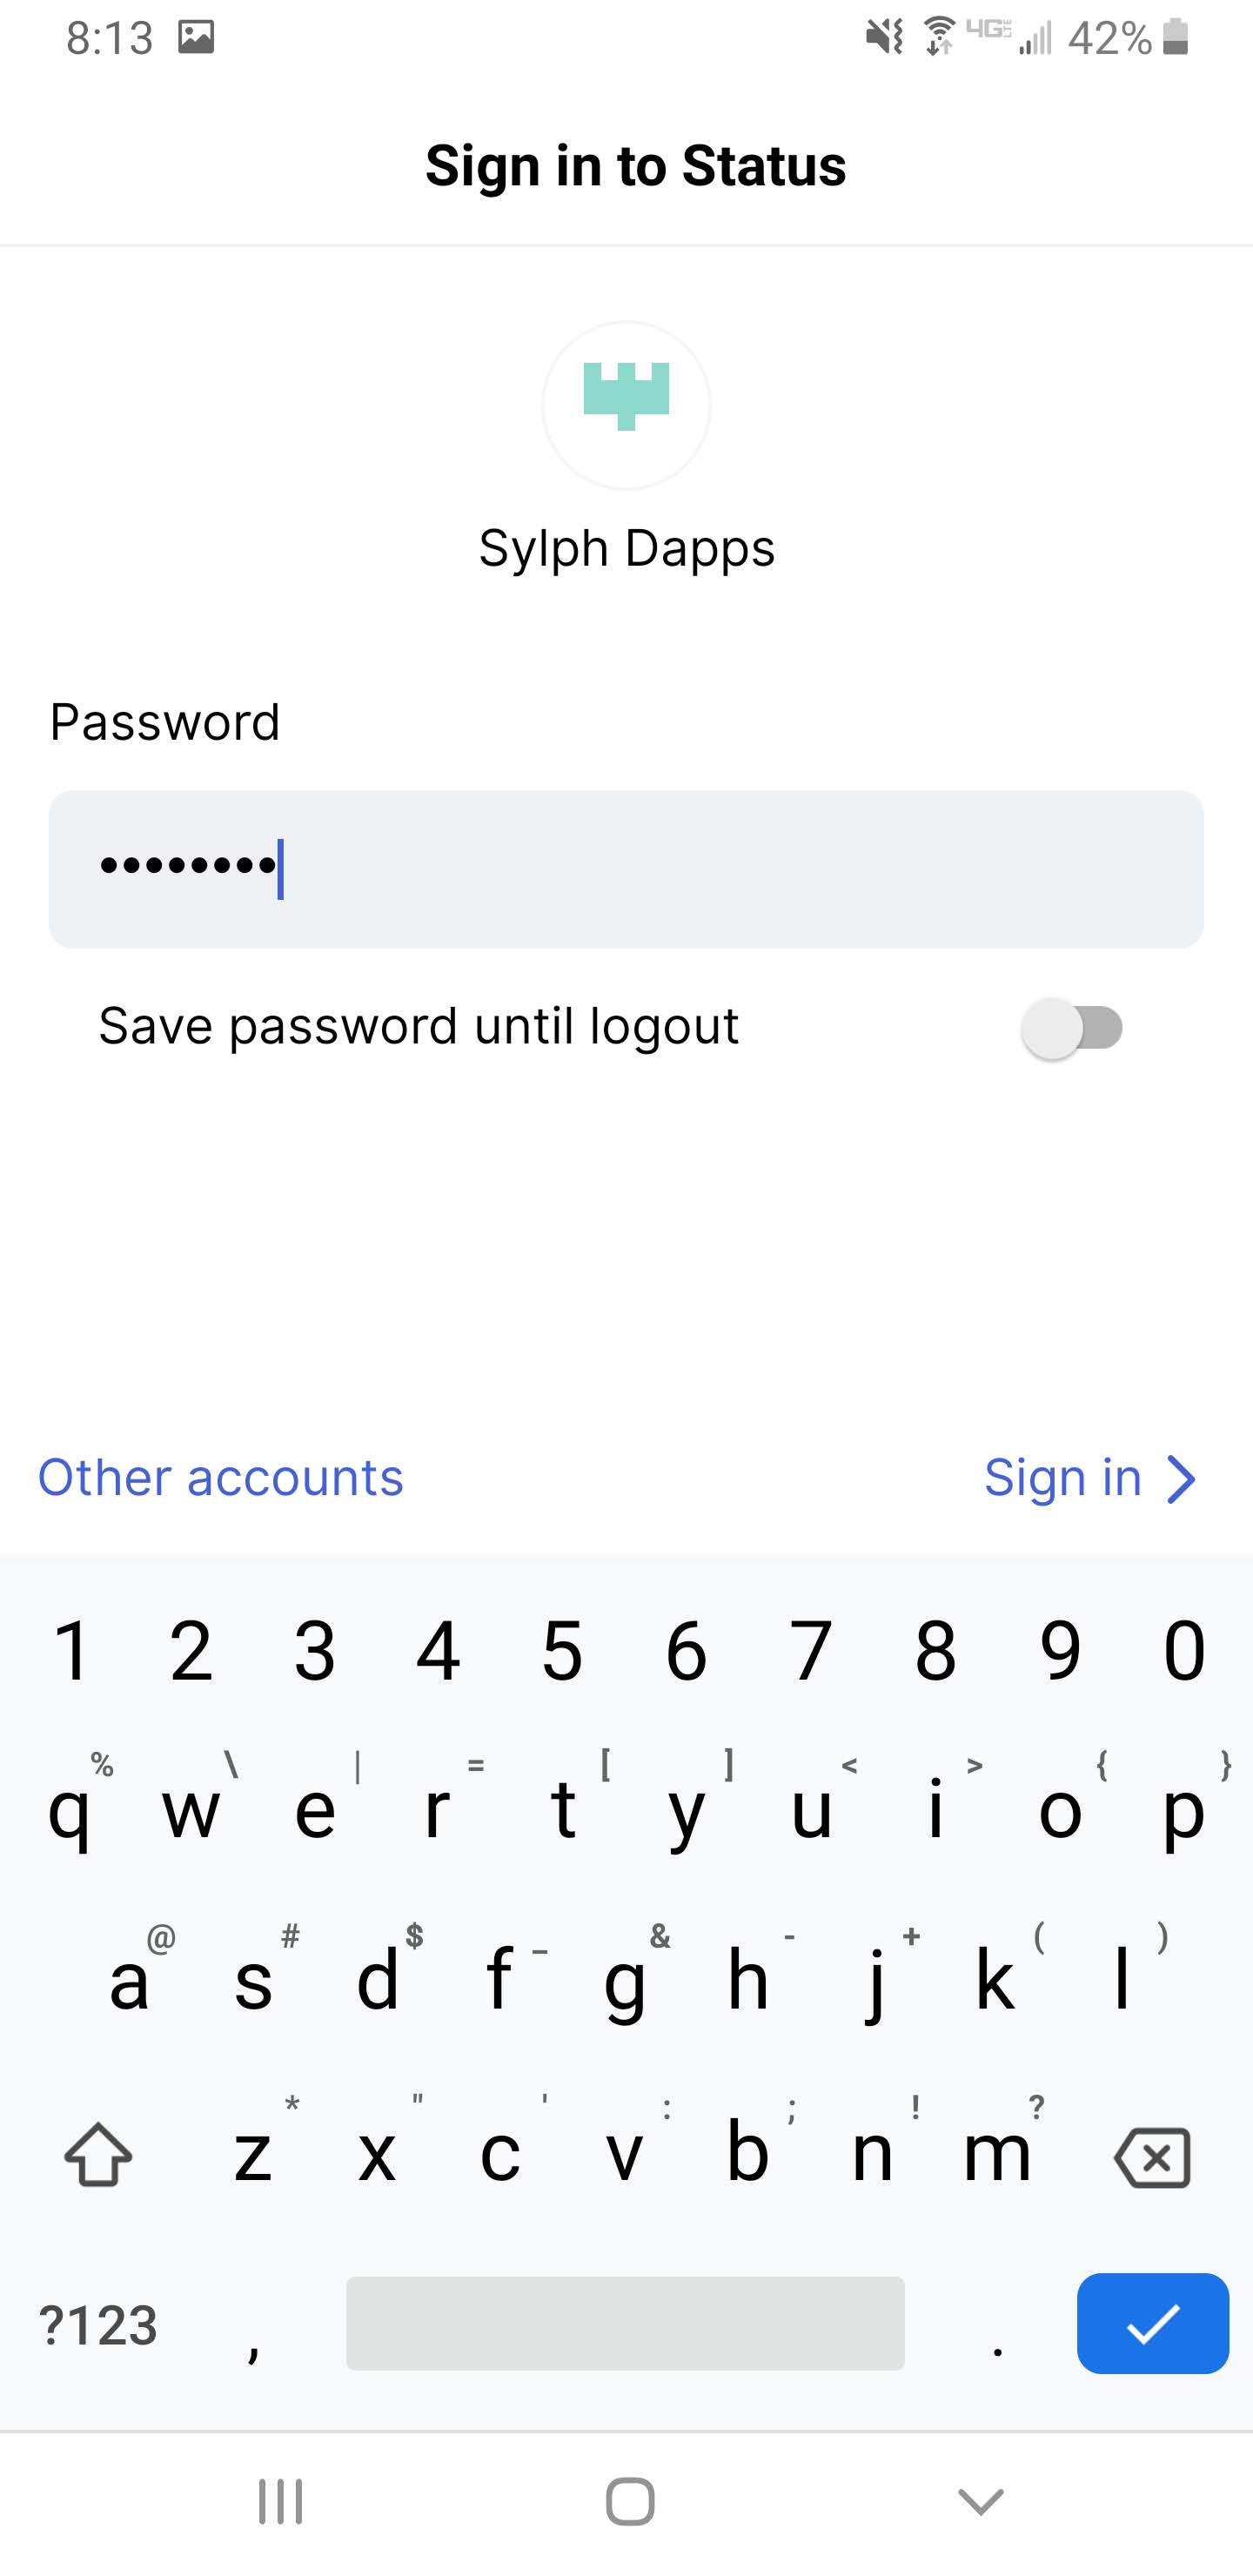 8:13 4GE 42%
Sign in to Status
Sylph Dapps
Password
••••••••
Save password until logout
Other accounts Sign in
1 2 3 4 5 6 7 8 9 0
% \ | = [ ] < > { }
q w e r t y u i o p
@ # $ _ & - + ( )
a s d f g h j k l
* " ' : ; ! ?
z x c v b n m
?123 , .